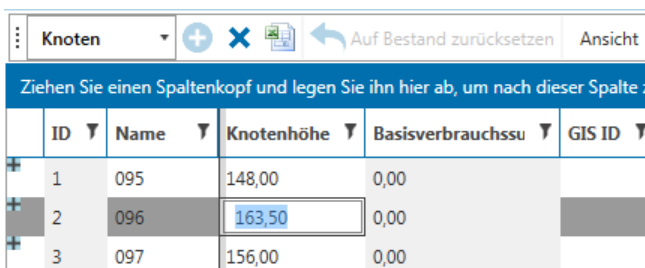 Knoten Auf Bestand zurücksetzen Ansicht
Ziehen Sie einen Spaltenkopf und legen Sie ihn hier ab, um nach dieser Spalte
ID Name Knotenhöhe Basisverbrauchssu GIS ID
1 095 148,00 0,00
2 096 163,50 0,00
3 097 156,00 0,00